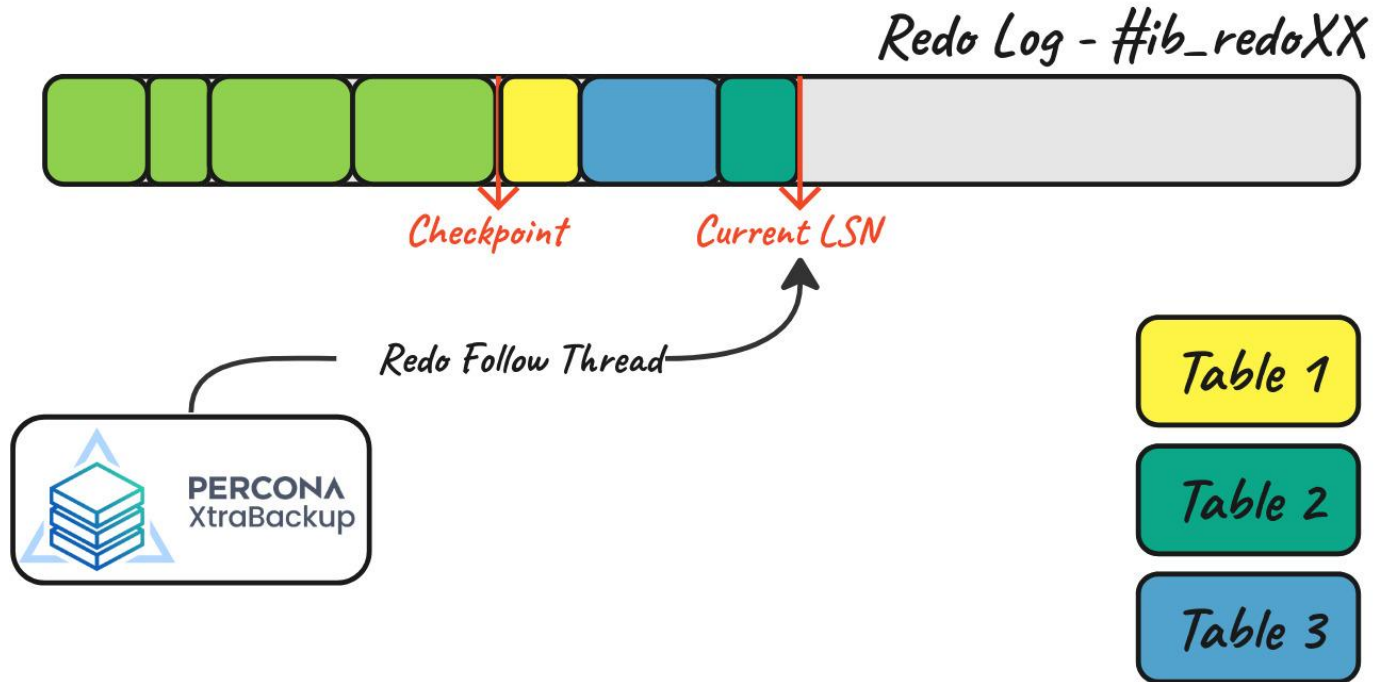 Redo Log - #ib_redoXX
Checkpoint
Current LSN
Redo Follow Thread
PERCONA
XtraBackup
Table 1
Table 2
Table 3